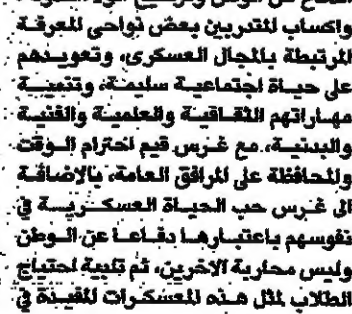 واكساب المتدربين بعض نواحي المعرفة
المرتبطة بالمجال العسكري، وتعويدهم
على حياة اجتماعية سليمة، وتنمية
مهاراتهم الثقافية والعلمية والفنية
والبدنية، مع غرس قيم احترام الوقت
والمحافظة على المرافق العامة، بالاضافة
الى غرس حب الحياة العسكرية في
نفوسهم باعتبارها دفاعا عن الوطن
وليس محاربة الآخرين، ثم تلبية احتياج
الطلاب لمثل هذه المعسكرات المفيدة في